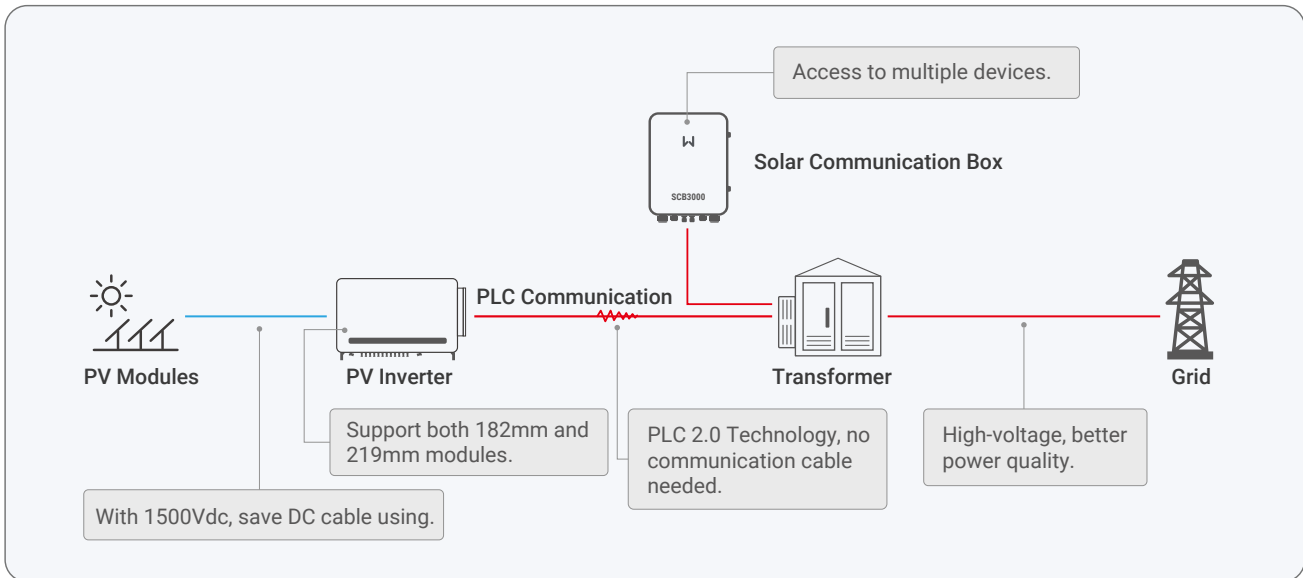 Access to multiple devices.
Solar Communication Box
SCB3000
PLC Communication
PV Modules
PV Inverter
Transformer
Grid
Support both 182mm and
219mm modules.
PLC 2.0 Technology, no
communication cable
needed.
High-voltage, better
power quality.
With 1500Vdc, save DC cable using.